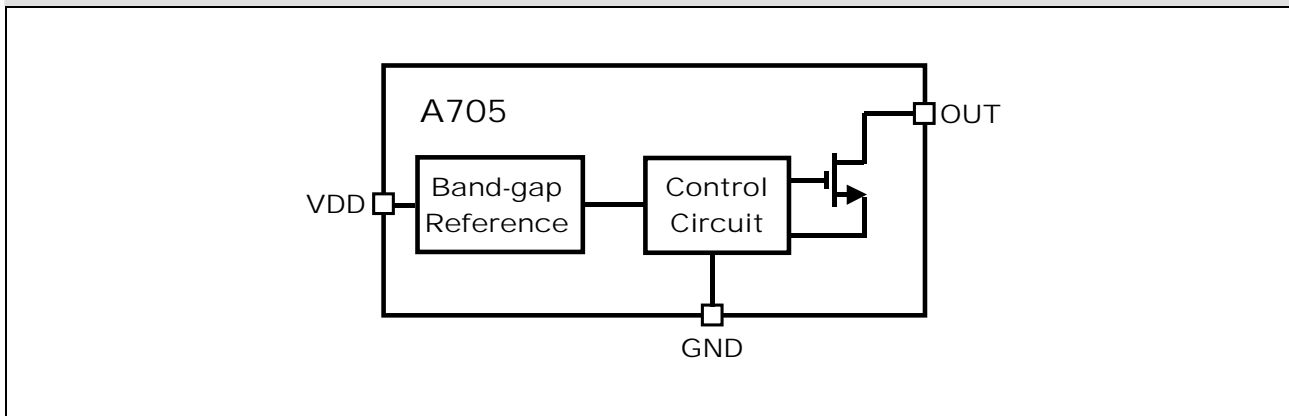 A705
OUT
VDD
Band-gap
Reference
Control
Circuit
GND